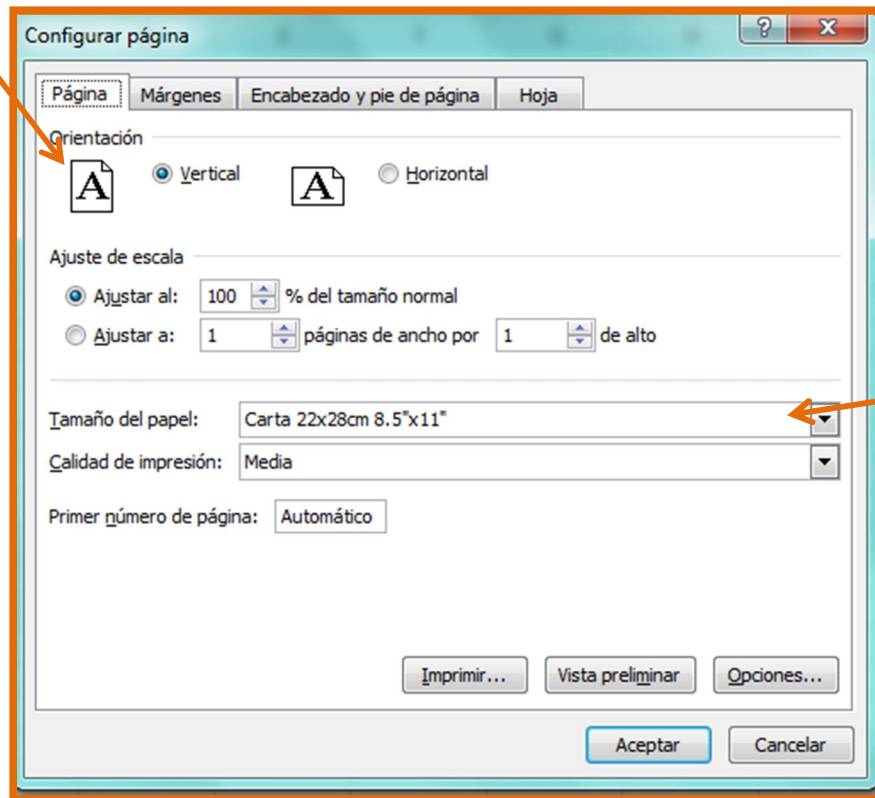 Configurar página
Página Márgenes Encabezado y pie de página Hoja
Orientación
A Vertical A Horizontal
Ajuste de escala
Ajustar al: 100 % del tamaño normal
Ajustar a: 1 páginas de ancho por 1 de alto
Tamaño del papel: Carta 22x28cm 8.5"x11"
Calidad de impresión: Media
Primer número de página: Automático
Imprimir... Vista preliminar Opciones...
Aceptar Cancelar